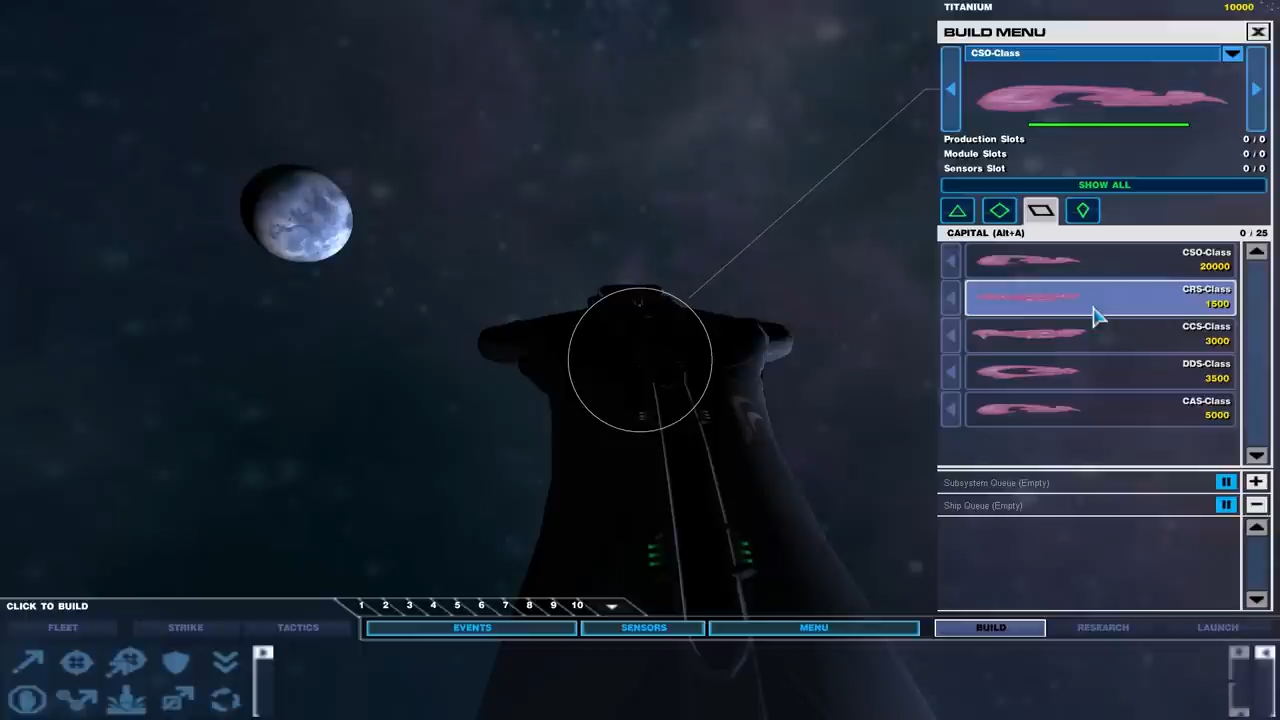 TITANIUM 10000
BUILD MENU
CSO-Class
Production Slots 0 / 0
Module Slots 0 / 0
Sensors Slot 0 / 0
SHOW ALL
CAPITAL (Alt+A) 0 / 25
CSO-Class
20000
CRS-Class
1500
CCS-Class
3000
DDS-Class
3500
CAS-Class
5000
Subsystem Queue (Empty)
Ship Queue (Empty)
CLICK TO BUILD
1 2 3 4 5 6 7 8 9 10
FLEET STRIKE TACTICS EVENTS SENSORS MENU BUILD RESEARCH LAUNCH